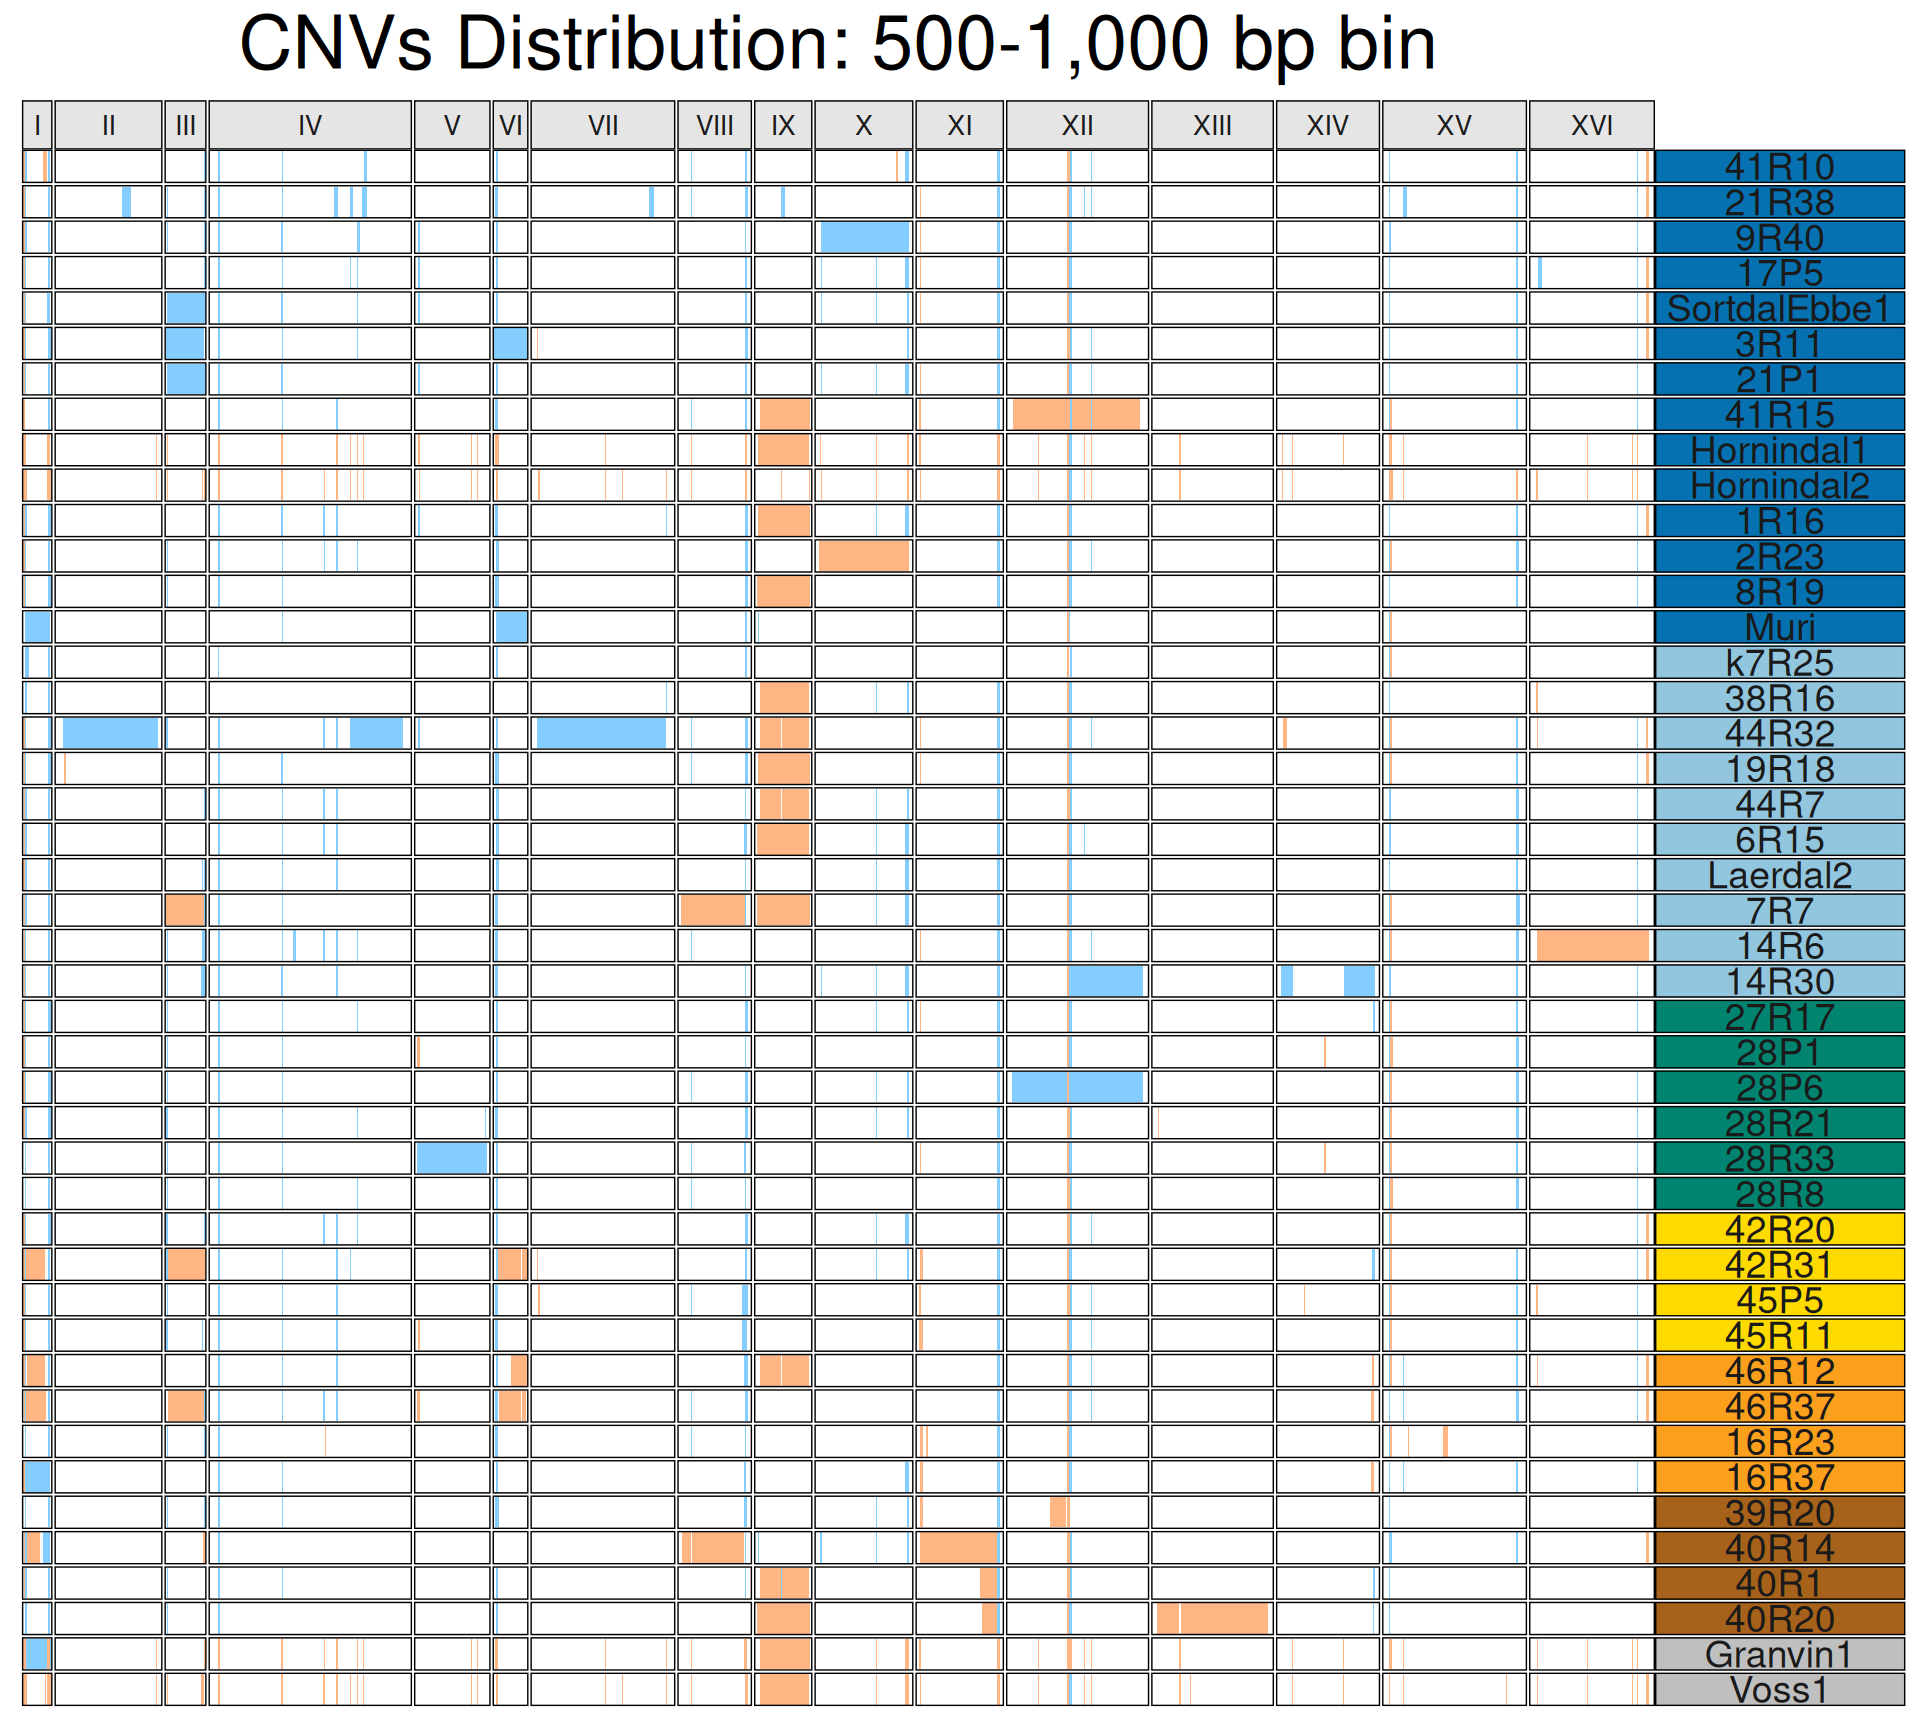 CNVs Distribution: 500-1,000 bp bin
I II III IV V VI VII VIII IX X XI XII XIII XIV XV XVI
41R10
21R38
9R40
17P5
SortdalEbbe1
3R11
21P1
41R15
Hornindal1
Hornindal2
1R16
2R23
8R19
Muri
k7R25
38R16
44R32
19R18
44R7
6R15
Laerdal2
7R7
14R6
14R30
27R17
28P1
28P6
28R21
28R33
28R8
42R20
42R31
45P5
45R11
46R12
46R37
16R23
16R37
39R20
40R14
40R1
40R20
Granvin1
Voss1